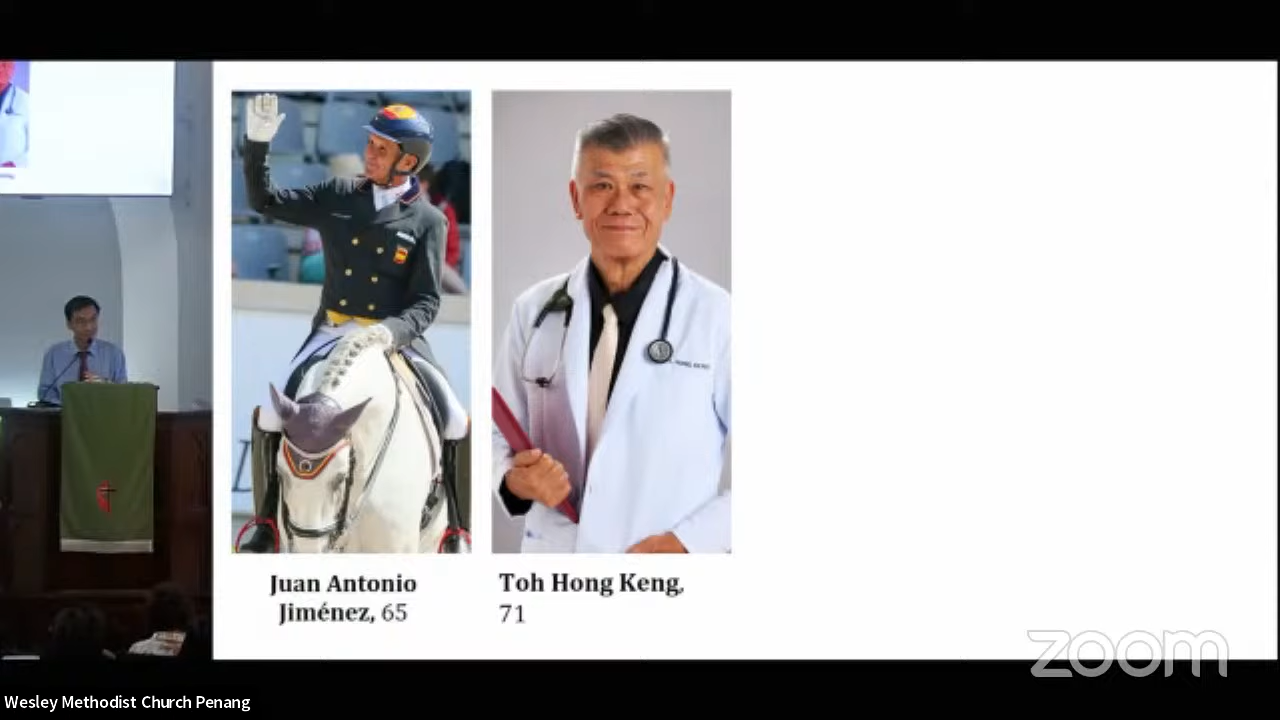 Juan Antonio
Jiménez, 65
Toh Hong Keng,
71
zoom
Wesley Methodist Church Penang